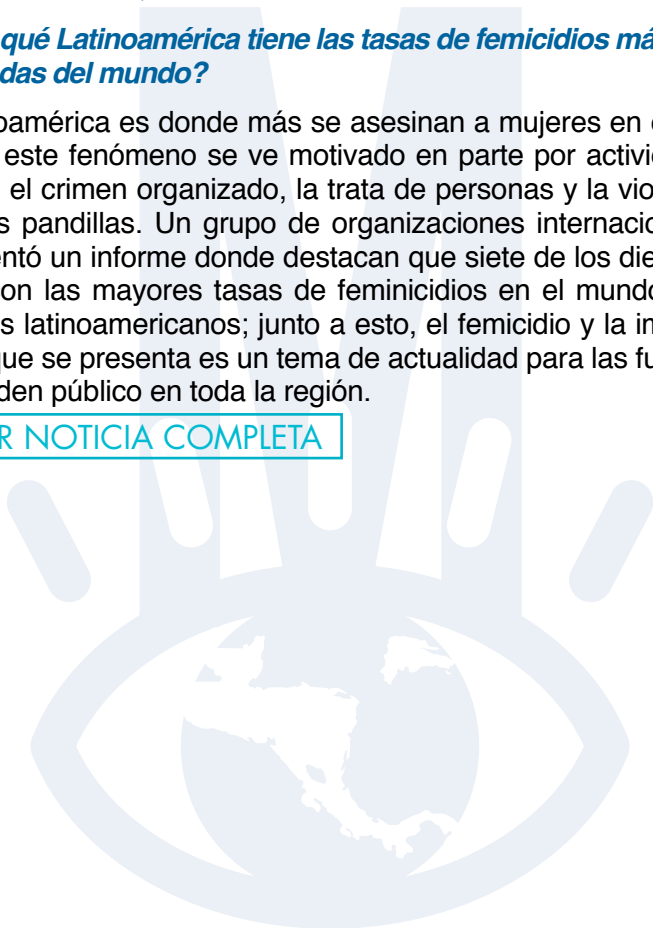 qué Latinoamérica tiene las tasas de femicidios má
das del mundo?
oamérica es donde más se asesinan a mujeres en
este fenómeno se ve motivado en parte por activi
el crimen organizado, la trata de personas y la vio
s pandillas. Un grupo de organizaciones internacio
entó un informe donde destacan que siete de los die
on las mayores tasas de feminicidios en el mundo
s latinoamericanos; junto a esto, el femicidio y la in
que se presenta es un tema de actualidad para las fu
den público en toda la región.
R NOTICIA COMPLETA